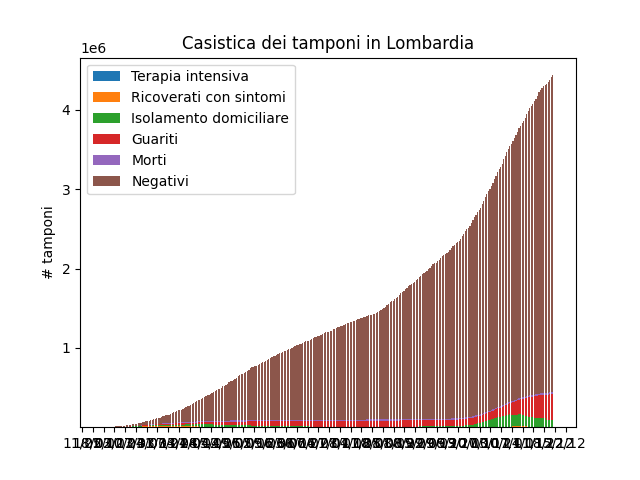 Casistica dei tamponi in Lombardia
1e6
Terapia intensiva
Ricoverati con sintomi
Isolamento domiciliare
Guariti
Morti
Negativi
# tamponi
4
3
2
1